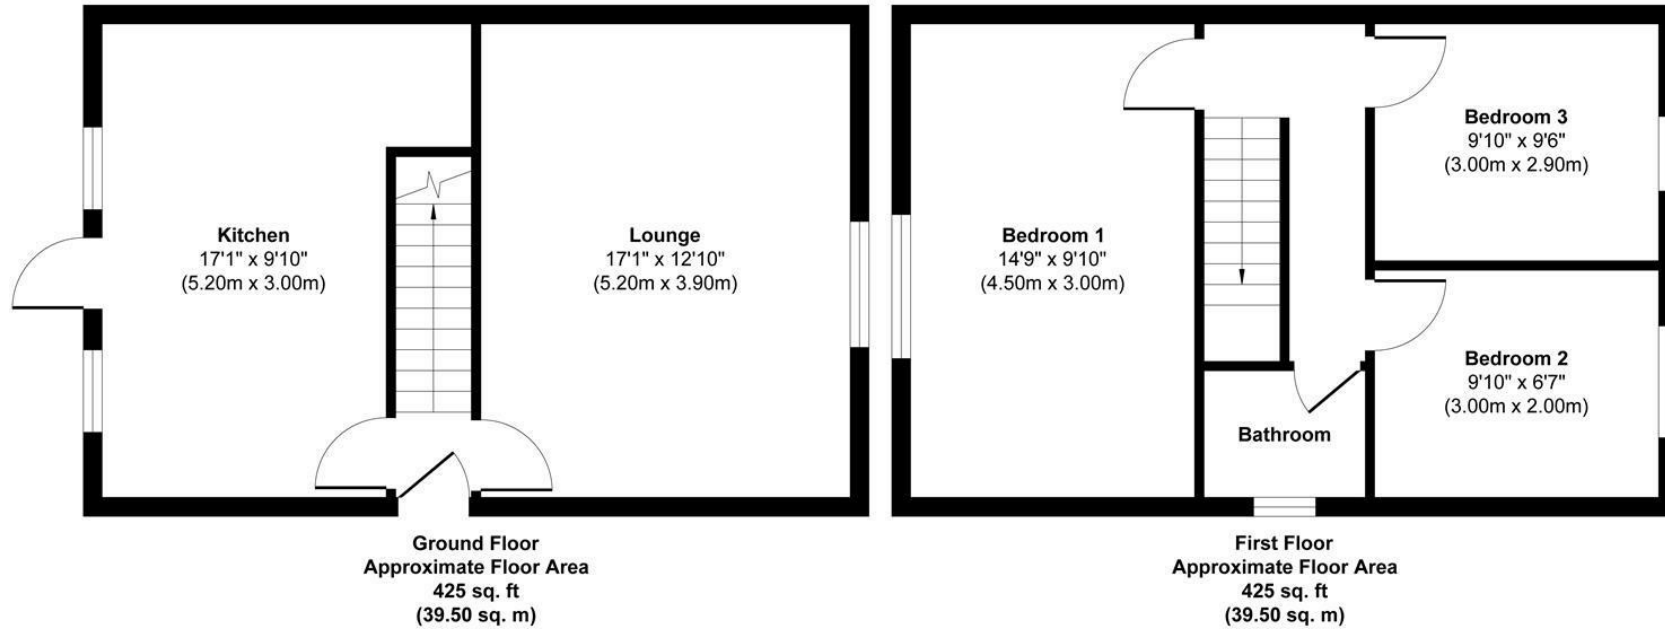 Kitchen
17'1" x 9'10"
(5.20m x 3.00m)
Lounge
17'1" x 12'10"
(5.20m x 3.90m)
Ground Floor
Approximate Floor Area
425 sq. ft
(39.50 sq. m)
Bedroom 1
14'9" x 9'10"
(4.50m x 3.00m)
Bedroom 3
9'10" x 9'6"
(3.00m x 2.90m)
Bedroom 2
9'10" x 6'7"
(3.00m x 2.00m)
Bathroom
First Floor
Approximate Floor Area
425 sq. ft
(39.50 sq. m)